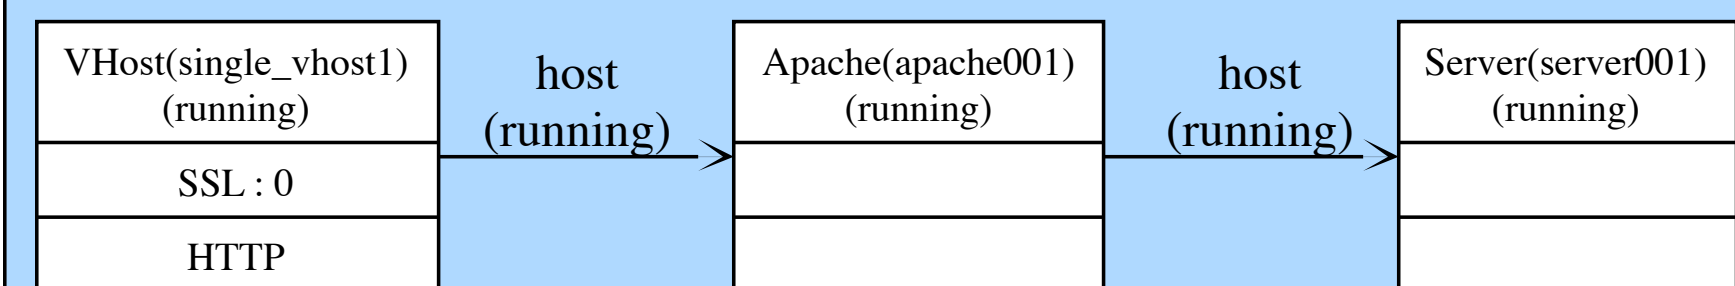 VHost(single_vhost1)
(running)
SSL : 0
HTTP
host
(running)
Apache(apache001)
(running)
host
(running)
Server(server001)
(running)